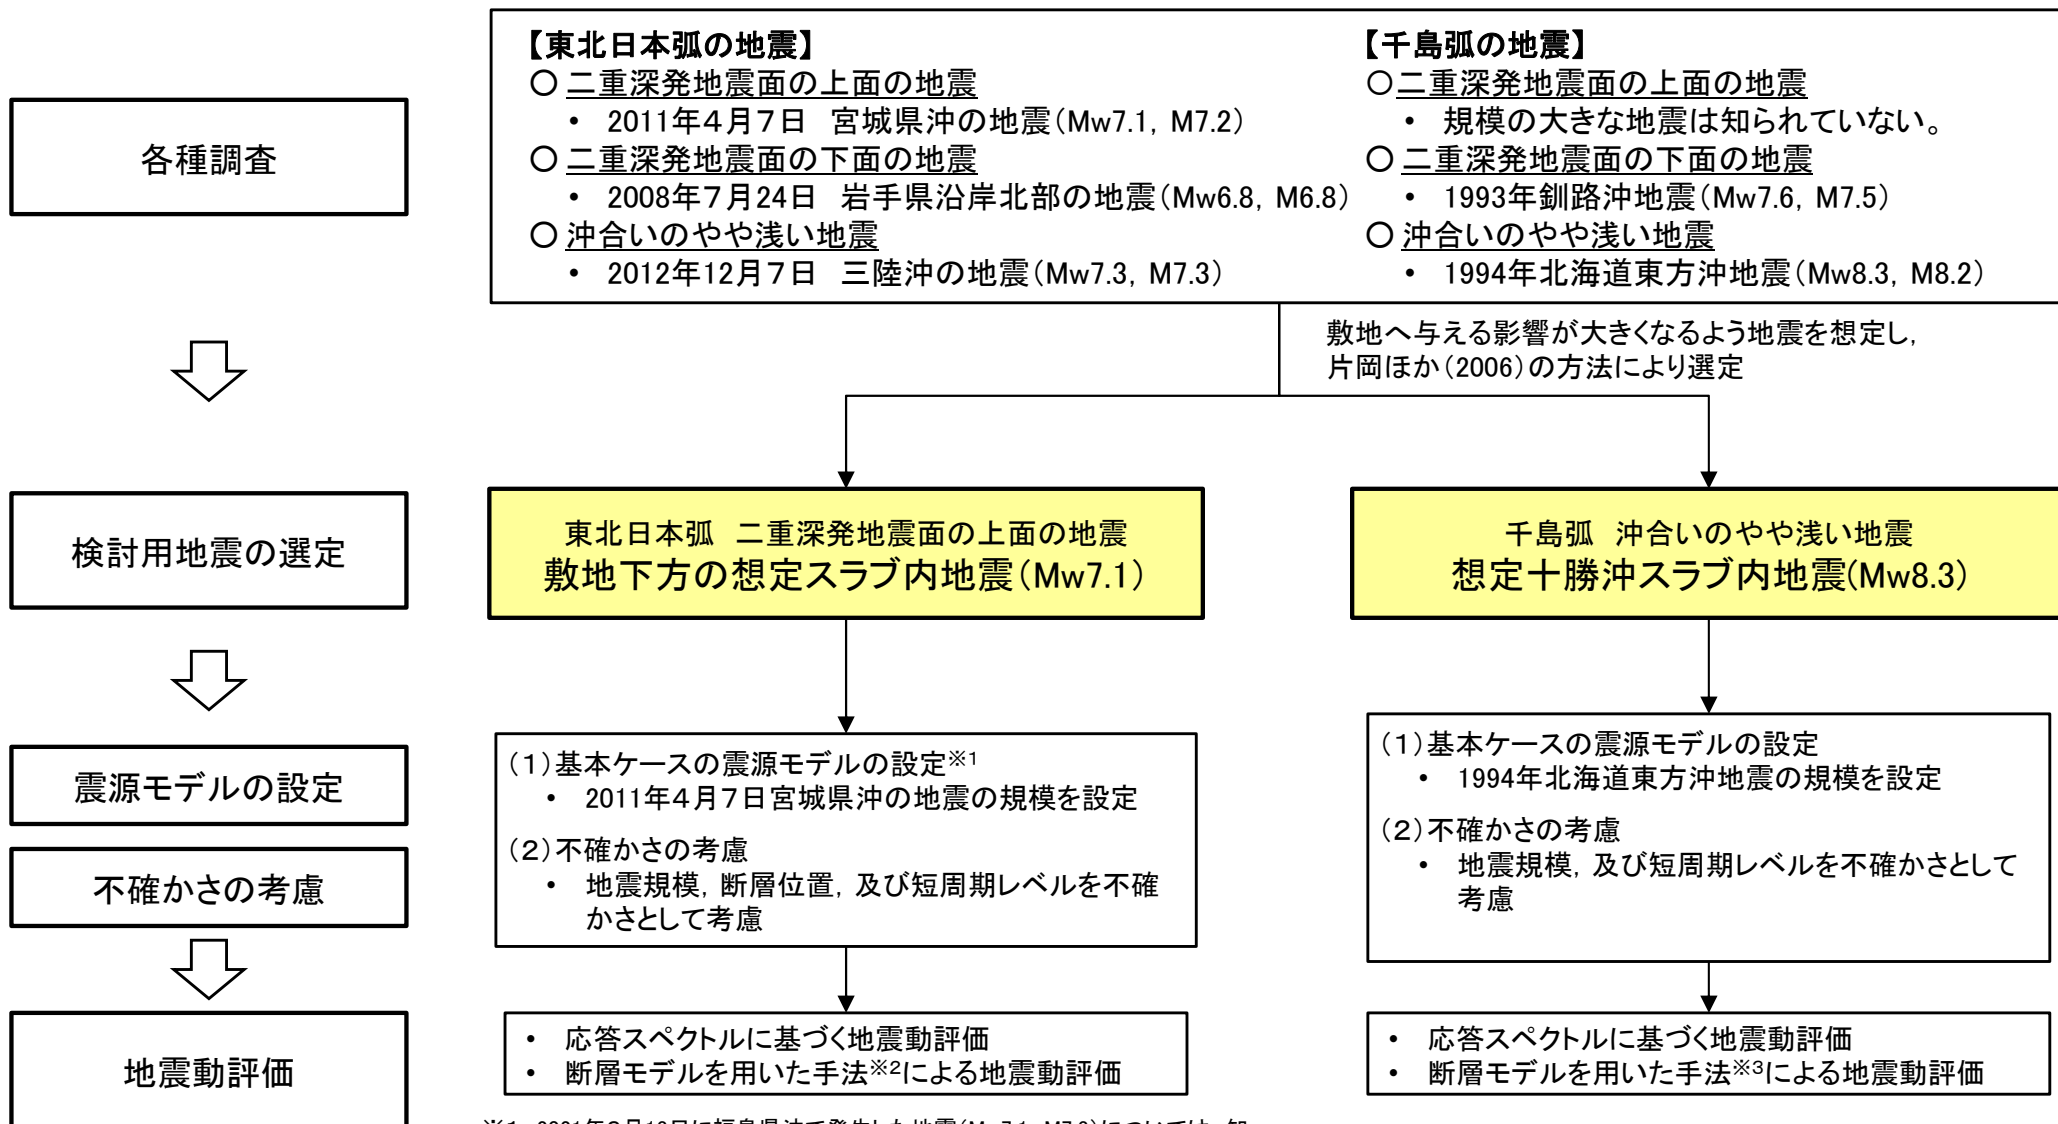 各種調査
【東北日本弧の地震】
〇 二重深発地震面の上面の地震
• 2011年4月7日 宮城県沖の地震(Mw7.1, M7.2)
〇 二重深発地震面の下面の地震
• 2008年7月24日 岩手県沿岸北部の地震(Mw6.8, M6.8)
〇 沖合いのやや浅い地震
• 2012年12月7日 三陸沖の地震(Mw7.3, M7.3)
【千島弧の地震】
〇二重深発地震面の上面の地震
• 規模の大きな地震は知られていない。
〇 二重深発地震面の下面の地震
• 1993年釧路沖地震(Mw7.6, M7.5)
〇 沖合いのやや浅い地震
• 1994年北海道東方沖地震(Mw8.3, M8.2)
敷地へ与える影響が大きくなるよう地震を想定し,
片岡ほか(2006)の方法により選定
検討用地震の選定
東北日本弧 二重深発地震面の上面の地震
敷地下方の想定スラブ内地震(Mw7.1)
千島弧 沖合いのやや浅い地震
想定十勝沖スラブ内地震(Mw8.3)
震源モデルの設定
不確かさの考慮
(1)基本ケースの震源モデルの設定※1
• 2011年4月7日宮城県沖の地震の規模を設定
(2)不確かさの考慮
• 地震規模, 断層位置, 及び短周期レベルを不確
かさとして考慮
(1)基本ケースの震源モデルの設定
• 1994年北海道東方沖地震の規模を設定
(2)不確かさの考慮
• 地震規模, 及び短周期レベルを不確かさとして
考慮
地震動評価
• 応答スペクトルに基づく地震動評価
• 断層モデルを用いた手法※2による地震動評価
• 応答スペクトルに基づく地震動評価
• 断層モデルを用いた手法※3による地震動評価